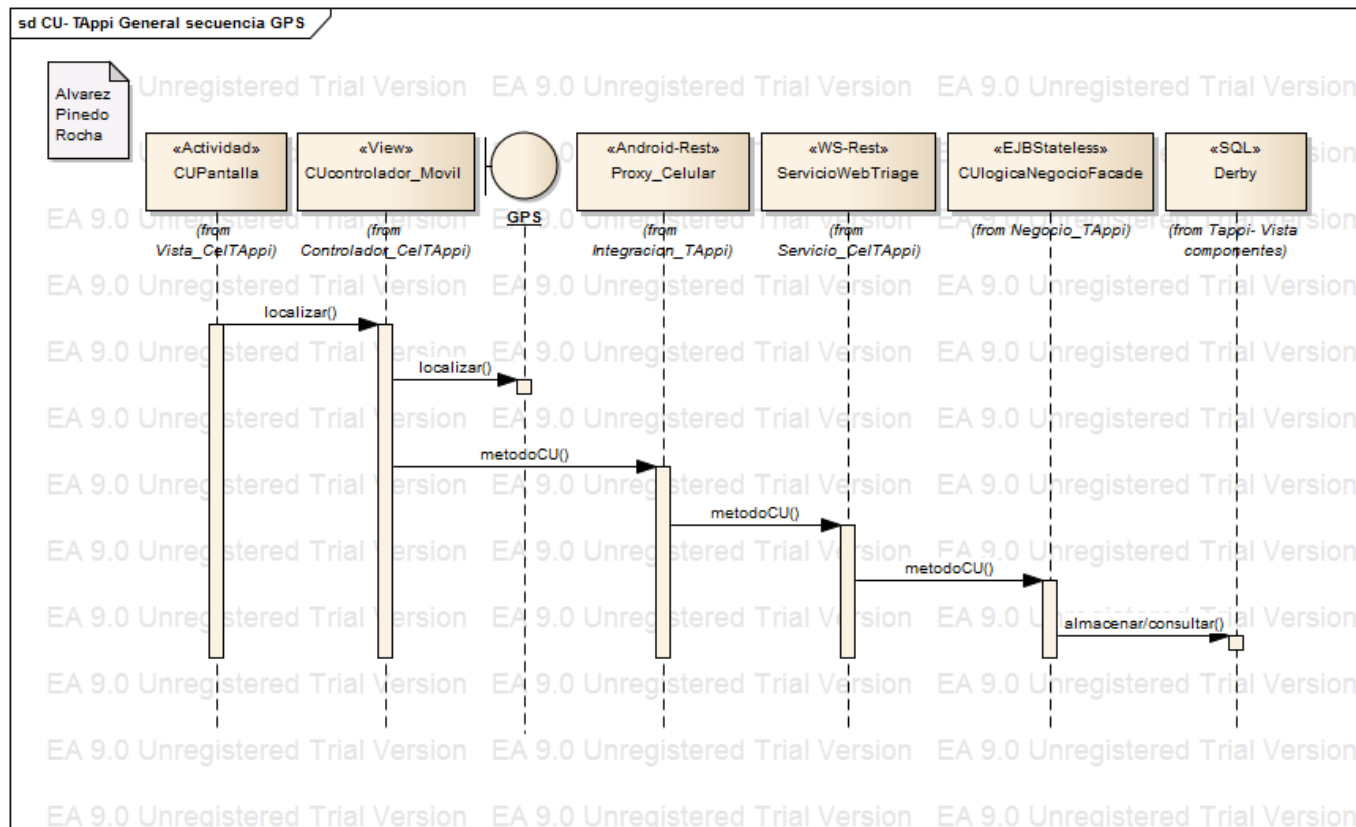 sd CU- TAppi General secuencia GPS
Alvarez
Pinedo
Rocha
«Actividad»
CUPantalla
(from
Vista_CelTAppi)
«View»
CUcontrolador_Movil
(from
Controlador_CelTAppi)
GPS
«Android-Rest»
Proxy_Celular
(from
Integracion_TAppi)
«WS-Rest»
ServicioWebTriage
(from
Servicio_CelTAppi)
«EJBStateless»
CUlogicaNegocioFacade
(from Negocio_TAppi)
«SQL»
Derby
(from Tappi- Vista
componentes)
localizar()
localizar()
metodoCU()
metodoCU()
metodoCU()
almacenar/consultar()
EA 9.0 Unregistered Trial Version